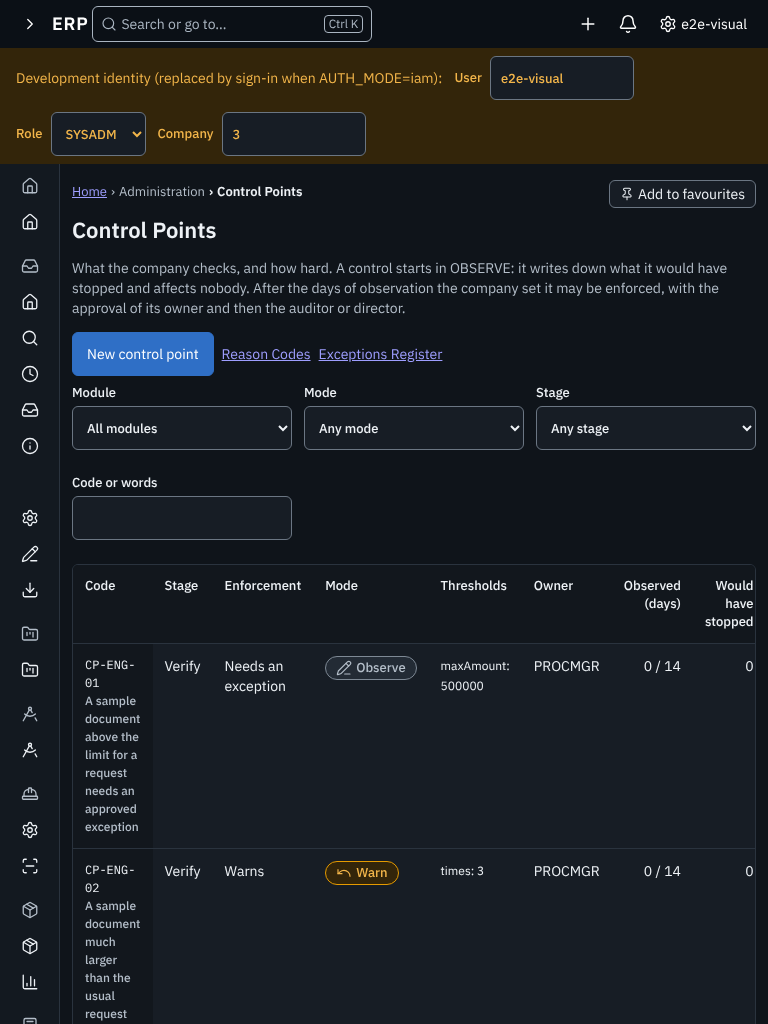 ERP
Search or go to...
Ctrl K
e2e-visual
Development identity (replaced by sign-in when AUTH_MODE=iam):
User
e2e-visual
Role
SYSADM
Company
3
Home › Administration › Control Points
Add to favourites
Control Points
What the company checks, and how hard. A control starts in OBSERVE: it writes down what it would have
stopped and affects nobody. After the days of observation the company set it may be enforced, with the
approval of its owner and then the auditor or director.
New control point
Reason Codes
Exceptions Register
Module
Mode
Stage
All modules
Any mode
Any stage
Code or words
Code
Stage
Enforcement
Mode
Thresholds
Owner
Observed
(days)
Would
have
stopped
CP-ENG-
01
A sample
document
above the
limit for a
request
needs an
approved
exception
Verify
Needs an
exception
Observe
maxAmount:
500000
PROCMGR
0 / 14
0
CP-ENG-
02
A sample
document
much
larger
than the
usual
request
Verify
Warns
Warn
times: 3
PROCMGR
0 / 14
0